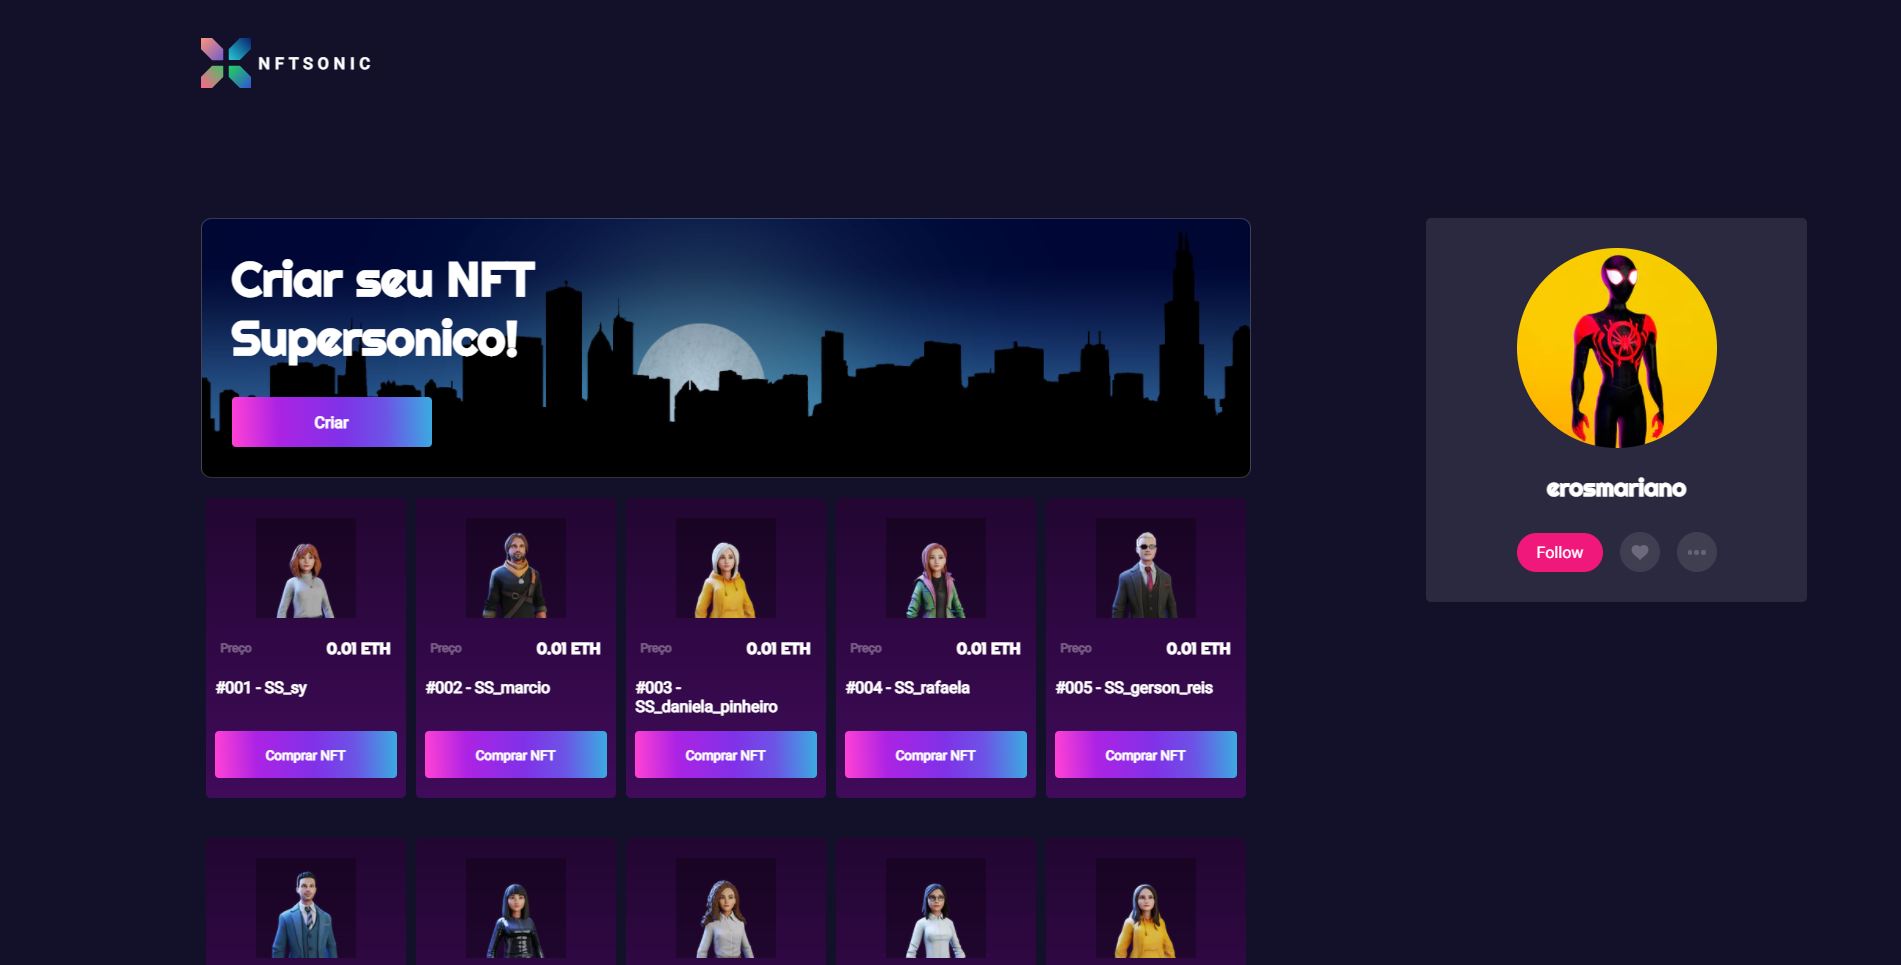 NFTSONIC
Criar seu NFT
Supersonico!
Criar
erosmariano
Follow
Preço 0.01 ETH
#001 - SS_sy
Comprar NFT
Preço 0.01 ETH
#002 - SS_marcio
Comprar NFT
Preço 0.01 ETH
#003 -
SS_daniela_pinheiro
Comprar NFT
Preço 0.01 ETH
#004 - SS_rafaela
Comprar NFT
Preço 0.01 ETH
#005 - SS_gerson_reis
Comprar NFT